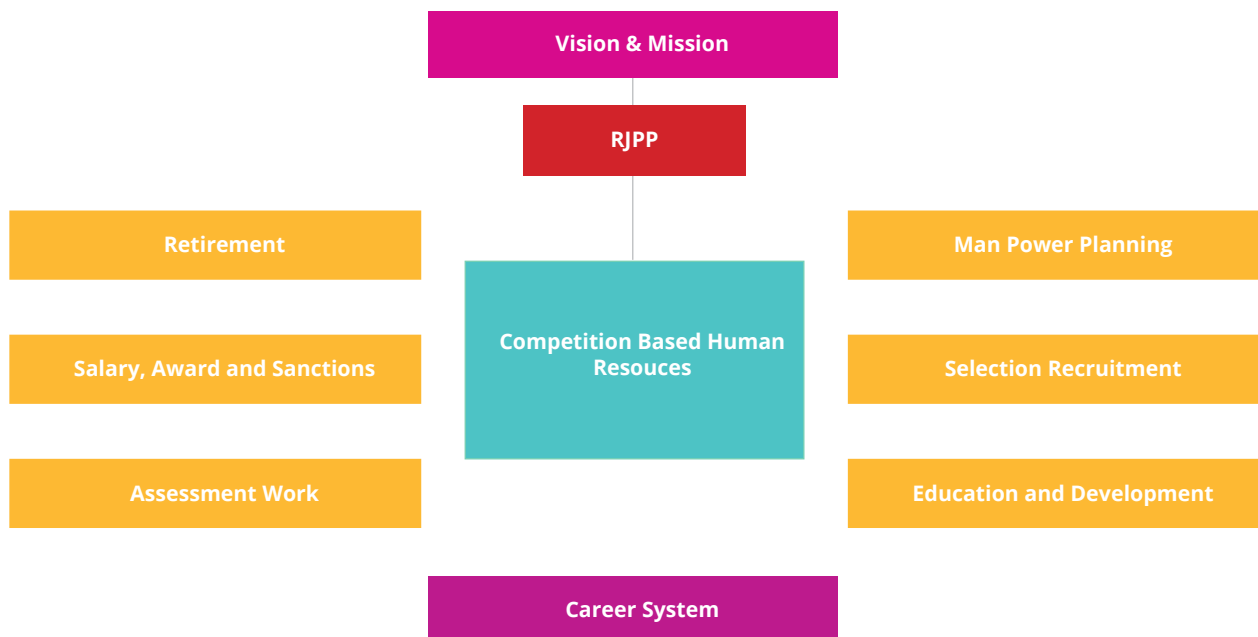 Vision & Mission
RJPP
Retirement
Man Power Planning
Competition Based Human
Resouces
Salary, Award and Sanctions
Selection Recruitment
Assessment Work
Education and Development
Career System